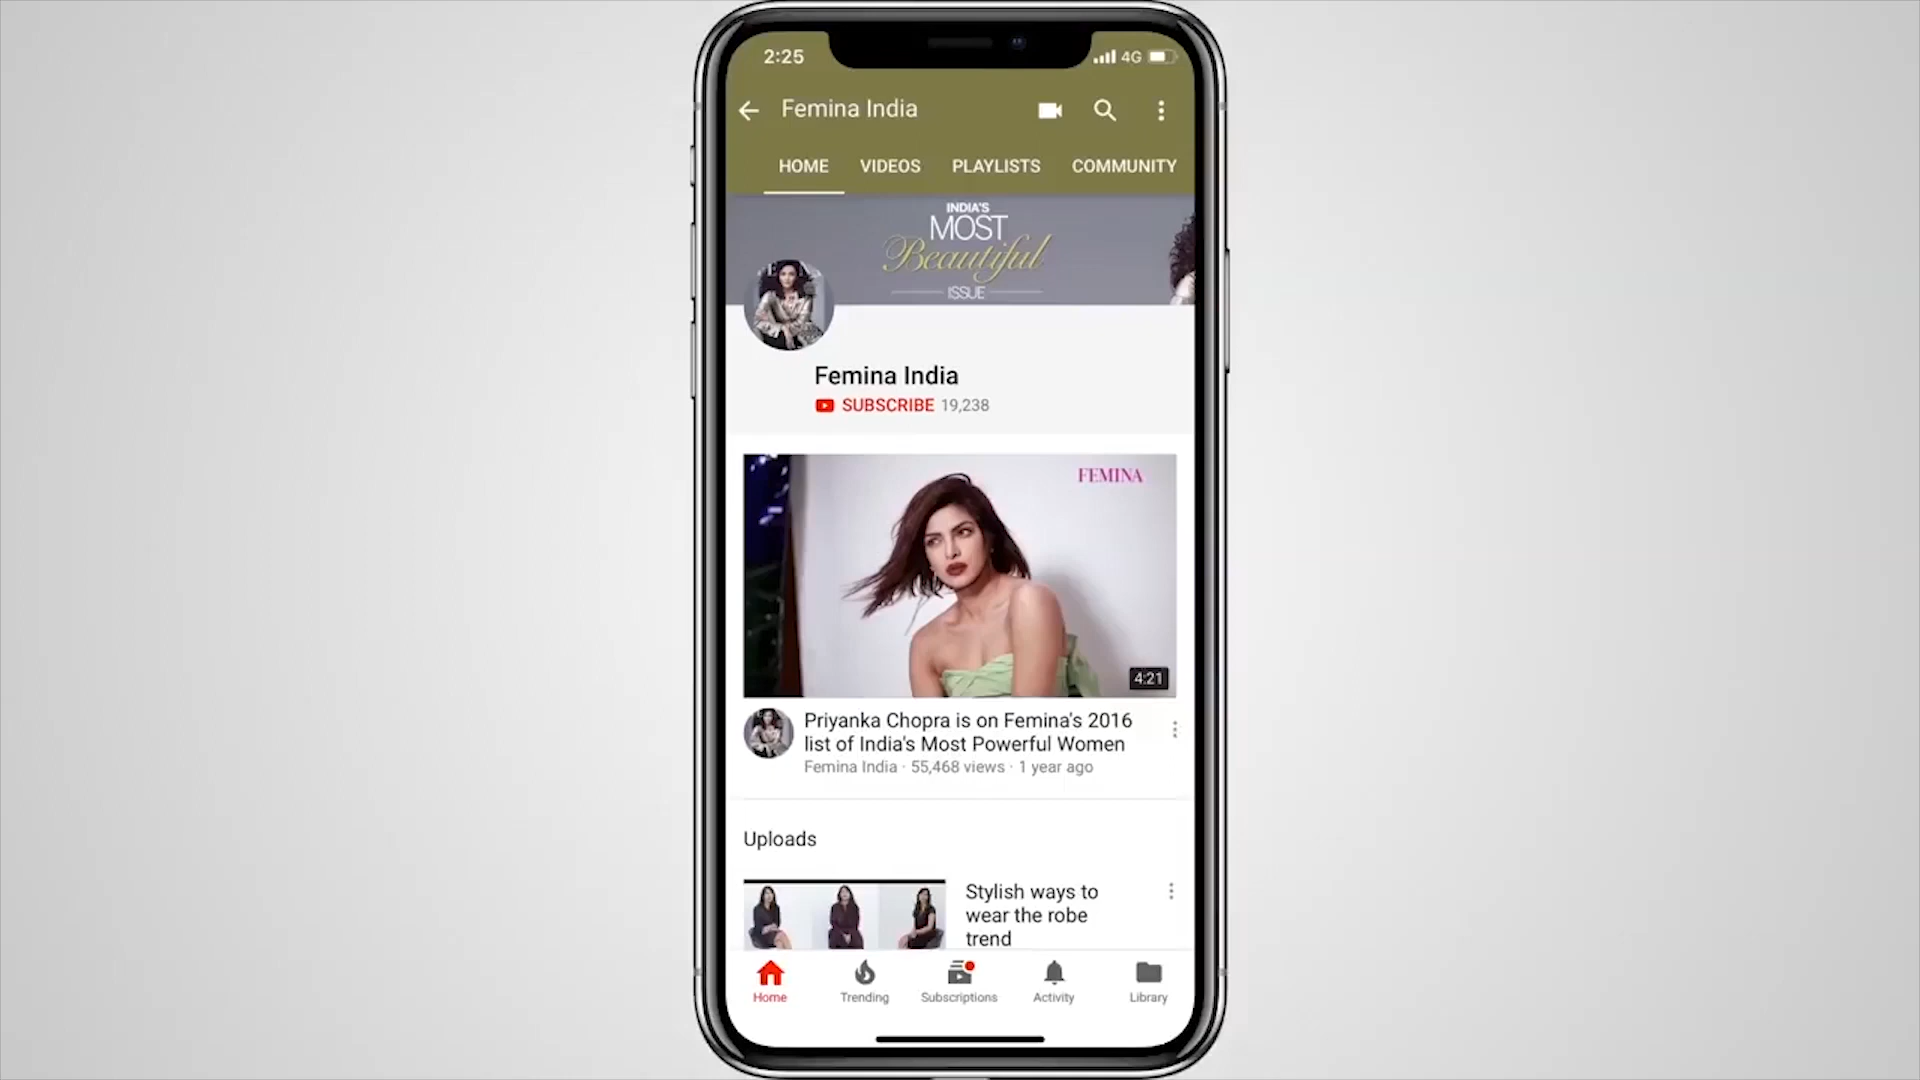 2:25
4G
Femina India
HOME VIDEOS PLAYLISTS COMMUNITY
INDIA'S
MOST
Beautiful
ISSUE
Femina India
SUBSCRIBE 19,238
FEMINA
4:21
Priyanka Chopra is on Femina's 2016
list of India's Most Powerful Women
Femina India · 55,468 views · 1 year ago
Uploads
Stylish ways to
wear the robe
trend
Home Trending Subscriptions Activity Library